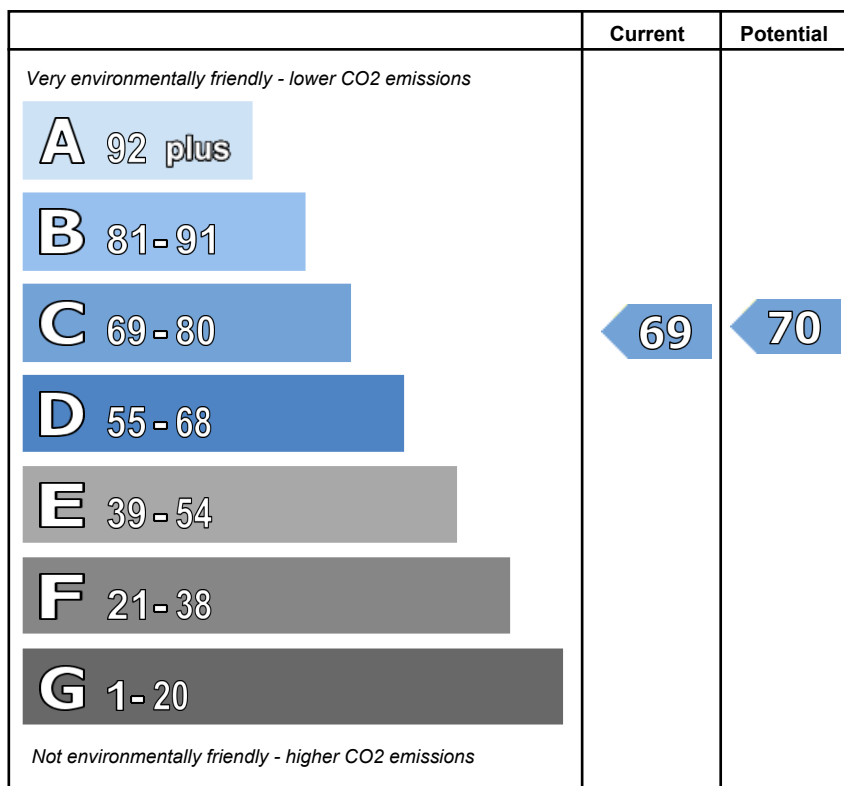 Current Potential
Very environmentally friendly - lower CO2 emissions
A 92 plus
B 81-91
C 69-80 69 70
D 55-68
E 39-54
F 21-38
G 1-20
Not environmentally friendly - higher CO2 emissions